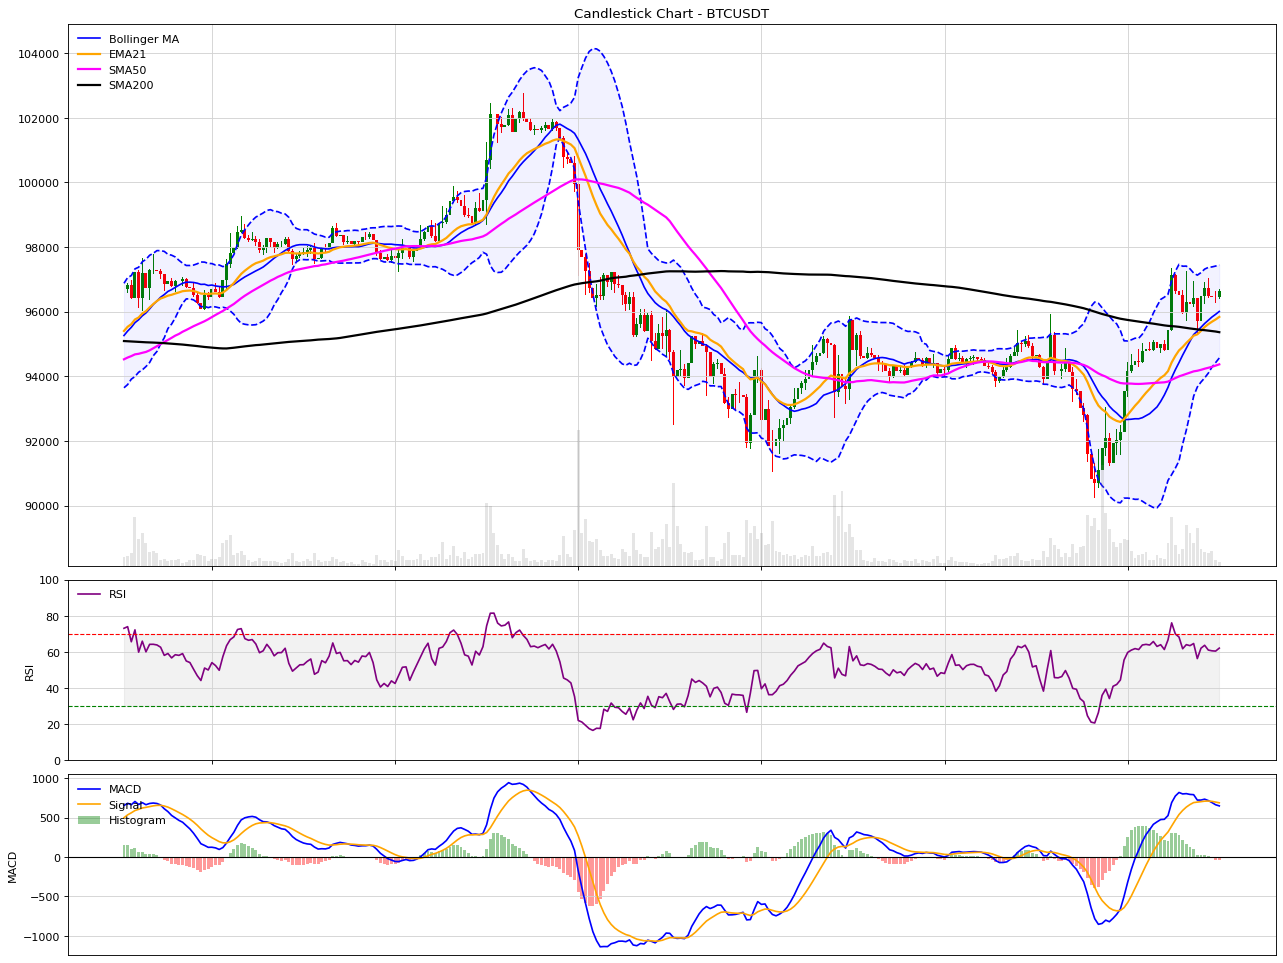 Candlestick Chart - BTCUSDT
Bollinger MA
EMA21
SMA50
SMA200
104000
102000
100000
98000
96000
94000
92000
90000
RSI
100
80
60
40
20
0
RSI
MACD
Signal
Histogram
1000
500
0
−500
−1000
MACD